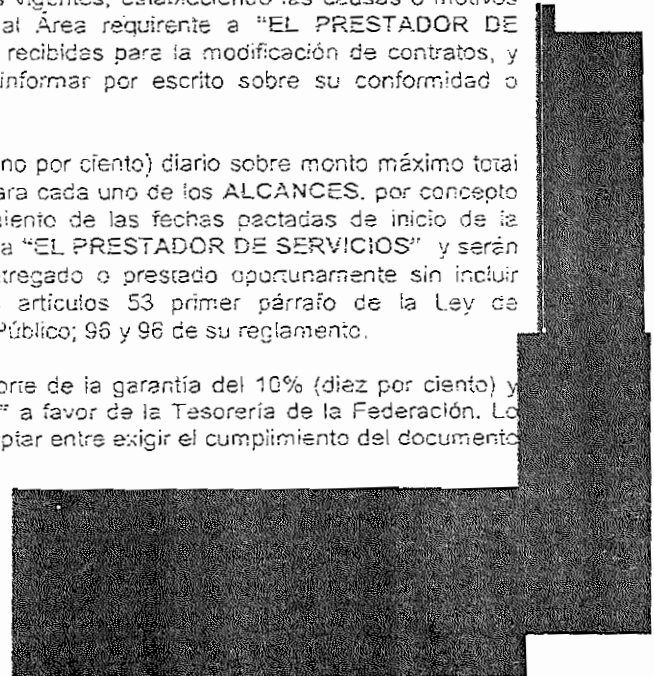 vigentes, estableciendo las causas o motivos
al Área requirente a "EL PRESTADOR DE
recibidas para la modificación de contratos, y
informar por escrito sobre su conformidad o
no por ciento) diario sobre monto máximo total
ara cada uno de los ALCANCES, por concepto
miento de las fechas pactadas de inicio de la
a "EL PRESTADOR DE SERVICIOS" y serán
tregado o prestado oportunamente sin incluir
artículos 53 primer párrafo de la Ley de
Público; 95 y 96 de su reglamento.
orte de la garantía del 10% (diez por ciento) y
" a favor de la Tesorería de la Federación. Lo
ptar entre exigir el cumplimiento del documento